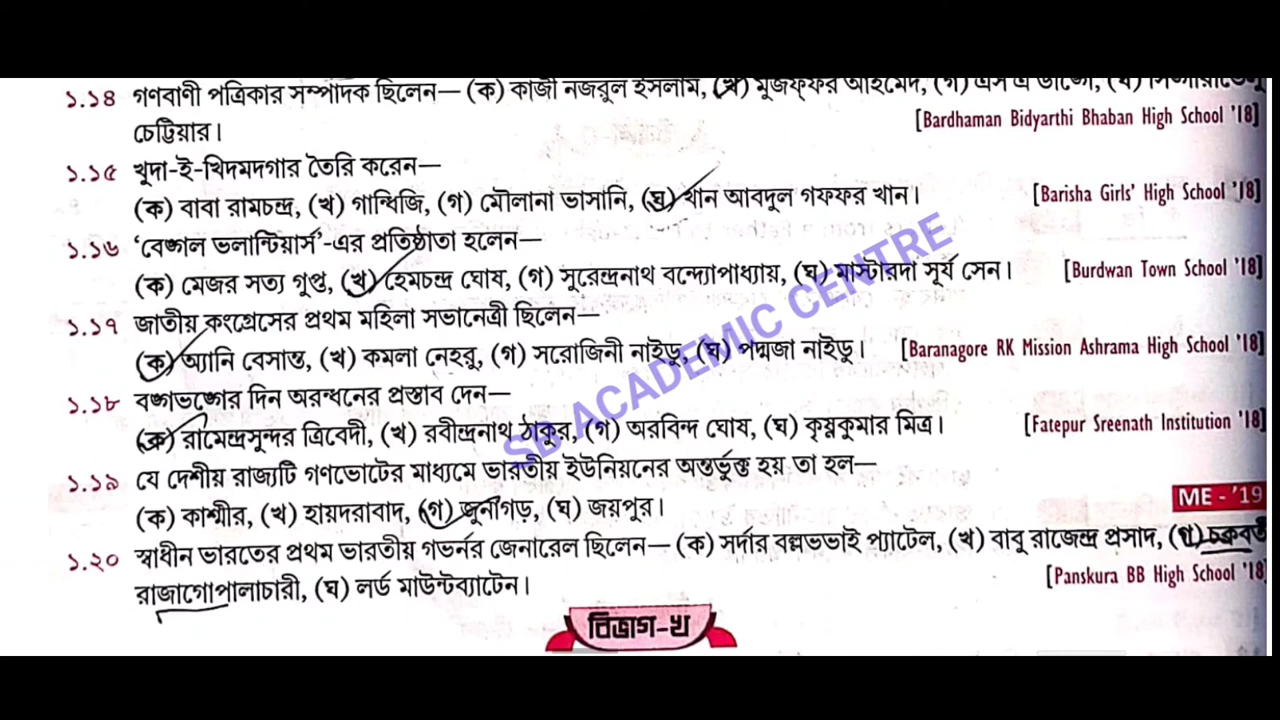 ১.১৪ গণবাণী পত্রিকার সম্পাদক ছিলেন— (ক) কাজী নজরুল ইসলাম, (খ) মুজফ্ফর আহমেদ, (গ) এস এ ডাঙ্গে, (ঘ)
চেট্টিয়ার। [Bardhaman Bidyarthi Bhaban High School '18]
১.১৫ খুদা-ই-খিদমদগার তৈরি করেন—
(ক) বাবা রামচন্দ্র, (খ) গান্ধিজি, (গ) মৌলানা ভাসানি, (ঘ) খান আবদুল গফফর খান। [Barisha Girls' High School '18]
১.১৬ 'বেঙ্গল ভলান্টিয়ার্স'-এর প্রতিষ্ঠাতা হলেন—
(ক) মেজর সত্য গুপ্ত, (খ) হেমচন্দ্র ঘোষ, (গ) সুরেন্দ্রনাথ বন্দ্যোপাধ্যায়, (ঘ) মাস্টারদা সূর্য সেন। [Burdwan Town School '18]
১.১৭ জাতীয় কংগ্রেসের প্রথম মহিলা সভানেত্রী ছিলেন—
(ক) অ্যানি বেসান্ত, (খ) কমলা নেহরু, (গ) সরোজিনী নাইডু, (ঘ) পদ্মজা নাইডু। [Baranagore RK Mission Ashrama High School '18]
১.১৮ বঙ্গভঙ্গের দিন অরন্ধনের প্রস্তাব দেন—
(ক) রামেন্দ্রসুন্দর ত্রিবেদী, (খ) রবীন্দ্রনাথ ঠাকুর, (গ) অরবিন্দ ঘোষ, (ঘ) কৃষ্ণকুমার মিত্র। [Fatepur Sreenath Institution '18]
১.১৯ যে দেশীয় রাজ্যটি গণভোটের মাধ্যমে ভারতীয় ইউনিয়নের অন্তর্ভুক্ত হয় তা হল—
(ক) কাশ্মীর, (খ) হায়দরাবাদ, (গ) জুনাগড়, (ঘ) জয়পুর। ME - '19
১.২০ স্বাধীন ভারতের প্রথম ভারতীয় গভর্নর জেনারেল ছিলেন— (ক) সর্দার বল্লভভাই প্যাটেল, (খ) বাবু রাজেন্দ্র প্রসাদ, (গ)
রাজাগোপালাচারী, (ঘ) লর্ড মাউন্টব্যাটেন। [Panskura BB High School '18]
বিভাগ-খ
SB ACADEMIC CENTRE